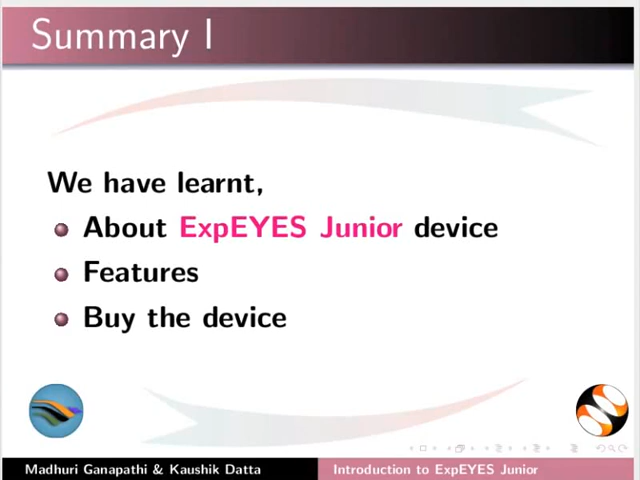 Summary I
We have learnt,
About ExpEYES Junior device
Features
Buy the device
Madhuri Ganapathi & Kaushik Datta
Introduction to ExpEYES Junior